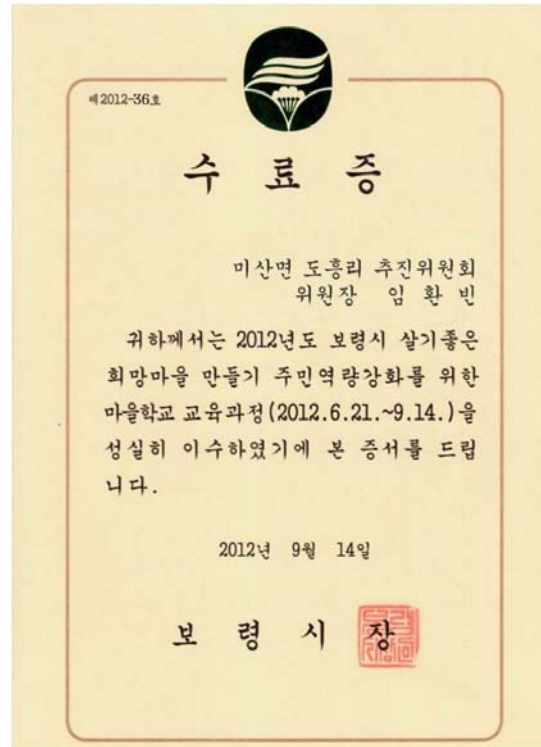 제2012-36호
수 료 증
미산면 도흥리 추진위원회
위원장 임 환 빈
귀하께서는 2012년도 보령시 살기좋은
희망마을 만들기 주민역량강화를 위한
마을학교 교육과정(2012.6.21.~9.14.)을
성실히 이수하였기에 본 증서를 드립
니다.
2012년 9월 14일
보 령 시 장